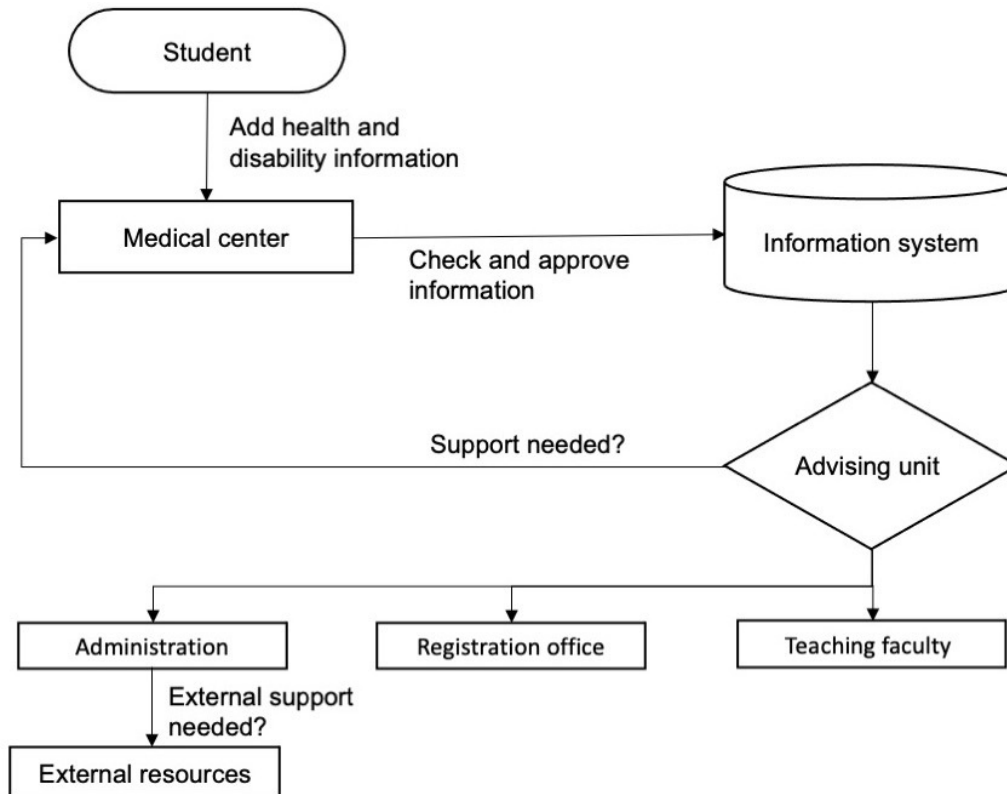 Student
Add health and
disability information
Medical center
Check and approve
information
Information system
Support needed?
Advising unit
Administration
Registration office
Teaching faculty
External support
needed?
External resources